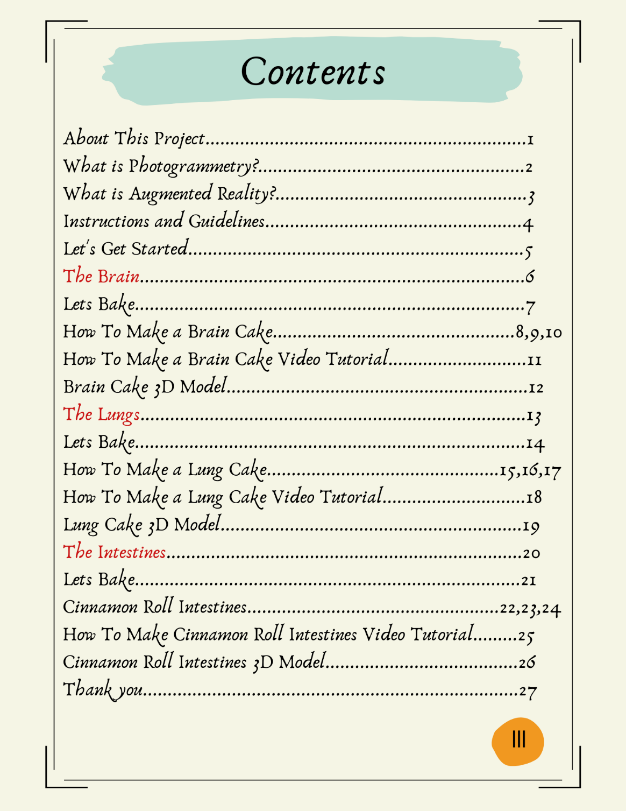 Contents
About This Project.................................................................1
What is Photogrammetry?......................................................2
What is Augmented Reality?...................................................3
Instructions and Guidelines....................................................4
Let's Get Started....................................................................5
The Brain..............................................................................6
Lets Bake...............................................................................7
How To Make a Brain Cake.................................................8,9,10
How To Make a Brain Cake Video Tutorial............................11
Brain Cake 3D Model.............................................................12
The Lungs..............................................................................13
Lets Bake...............................................................................14
How To Make a Lung Cake...............................................15,16,17
How To Make a Lung Cake Video Tutorial.............................18
Lung Cake 3D Model.............................................................19
The Intestines........................................................................20
Lets Bake..............................................................................21
Cinnamon Roll Intestines...................................................22,23,24
How To Make Cinnamon Roll Intestines Video Tutorial.........25
Cinnamon Roll Intestines 3D Model.......................................26
Thank you............................................................................27
III